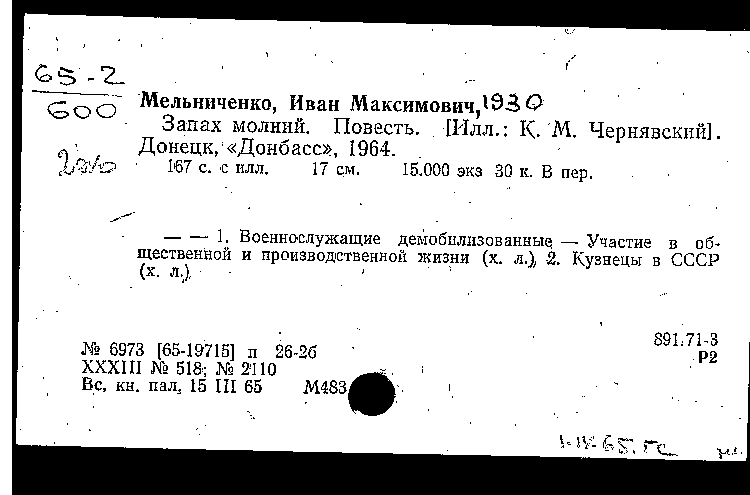 65-2
600
Мельниченко, Иван Максимович, 1930
Запах молний. Повесть. [Илл.: К. М. Чернявский].
Донецк, «Донбасс», 1964.
167 с. с илл. 17 см. 15.000 экз 30 к. В пер.
— — 1. Военнослужащие демобилизованные — Участие в об-
щественной и производственной жизни (х. л.), 2. Кузнецы в СССР
(х. л.)
891.71-3
№ 6973 [65-19715] п 26-26
Р2
XXXIII № 518; № 2110
Вс. кн. пал. 15 III 65 М483